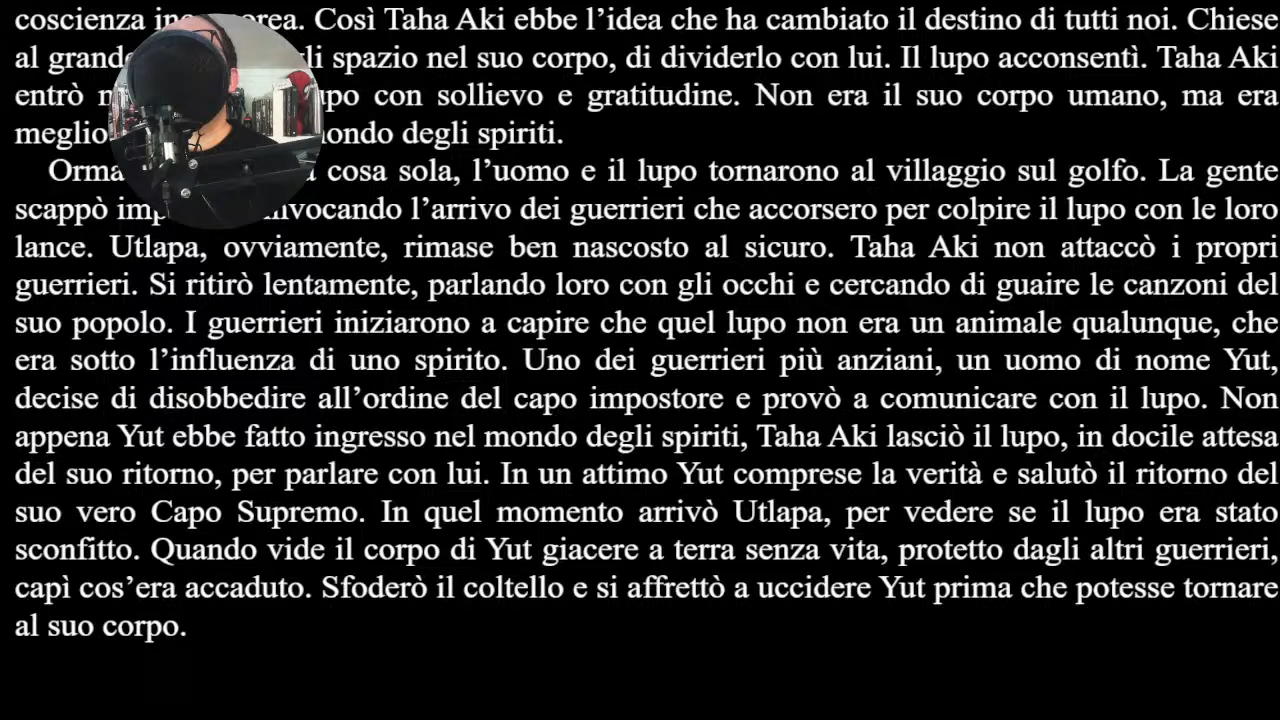 coscienza Così Taha Aki ebbe l’idea che ha cambiato il destino di tutti noi. Chiese
al spazio nel suo corpo, di dividerlo con lui. Il lupo acconsentì. Taha Aki
entrò con sollievo e gratitudine. Non era il suo corpo umano, ma era
meglio degli spiriti.
cosa sola, l’uomo e il lupo tornarono al villaggio sul golfo. La gente
scappò l’arrivo dei guerrieri che accorsero per colpire il lupo con le loro
lance. Utlapa, ovviamente, rimase ben nascosto al sicuro. Taha Aki non attaccò i propri
guerrieri. Si ritirò lentamente, parlando loro con gli occhi e cercando di guaire le canzoni del
suo popolo. I guerrieri iniziarono a capire che quel lupo non era un animale qualunque, che
era sotto l’influenza di uno spirito. Uno dei guerrieri più anziani, un uomo di nome Yut,
decise di disobbedire all’ordine del capo impostore e provò a comunicare con il lupo. Non
appena Yut ebbe fatto ingresso nel mondo degli spiriti, Taha Aki lasciò il lupo, in docile attesa
del suo ritorno, per parlare con lui. In un attimo Yut comprese la verità e salutò il ritorno del
suo vero Capo Supremo. In quel momento arrivò Utlapa, per vedere se il lupo era stato
sconfitto. Quando vide il corpo di Yut giacere a terra senza vita, protetto dagli altri guerrieri,
capì cos’era accaduto. Sfoderò il coltello e si affrettò a uccidere Yut prima che potesse tornare
al suo corpo.